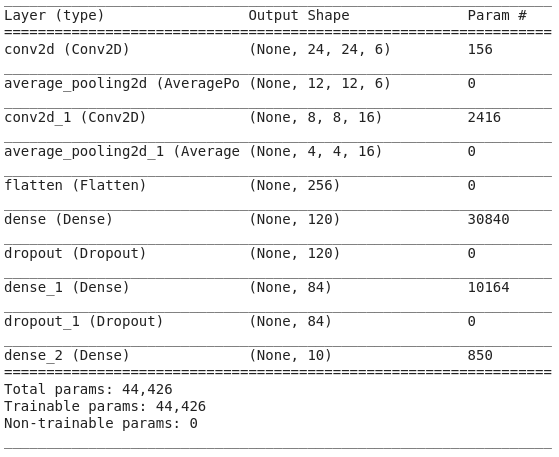 Layer (type) Output Shape Param #
conv2d (Conv2D) (None, 24, 24, 6) 156
average_pooling2d (AveragePo (None, 12, 12, 6) 0
conv2d_1 (Conv2D) (None, 8, 8, 16) 2416
average_pooling2d_1 (Average (None, 4, 4, 16) 0
flatten (Flatten) (None, 256) 0
dense (Dense) (None, 120) 30840
dropout (Dropout) (None, 120) 0
dense_1 (Dense) (None, 84) 10164
dropout_1 (Dropout) (None, 84) 0
dense_2 (Dense) (None, 10) 850
Total params: 44,426
Trainable params: 44,426
Non-trainable params: 0